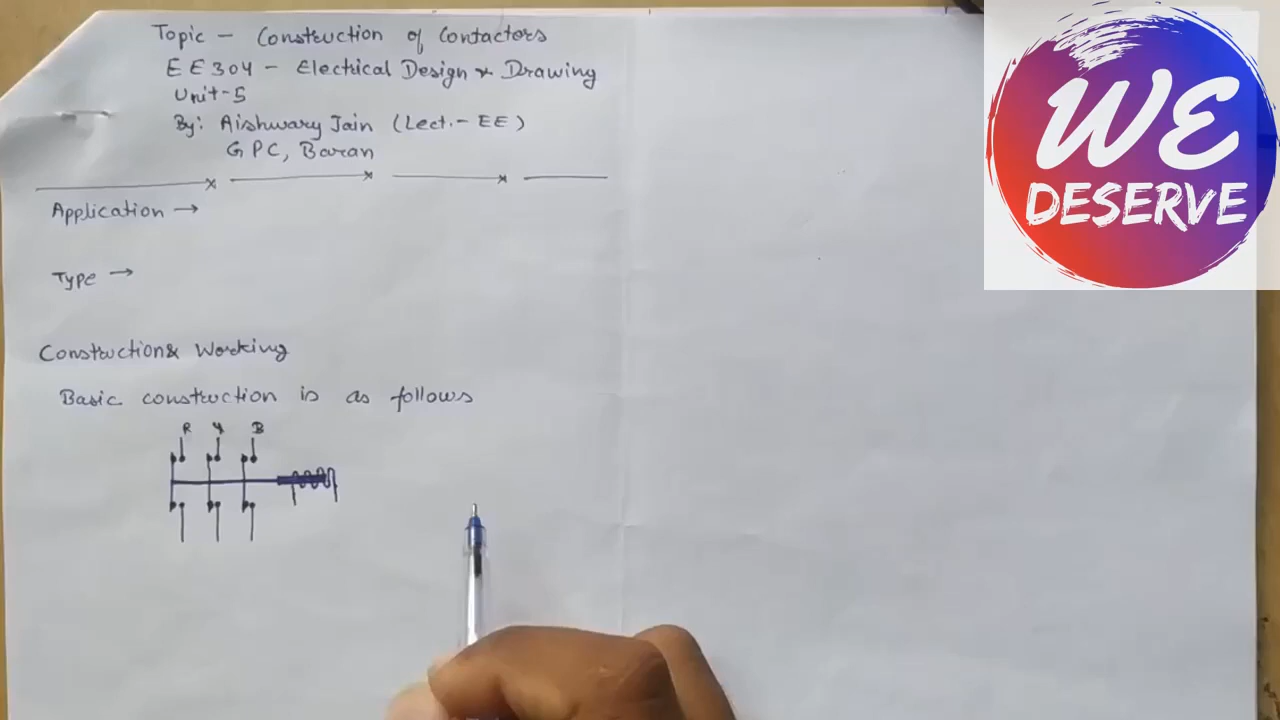 Topic - Construction of Contactors
EE304 - Electrical Design & Drawing
Unit-5
By: Aishwary Jain (Lect.- EE)
GPC, Baran
Application →
Type →
Construction& Working
Basic construction is as follows
R Y B
WE
DESERVE